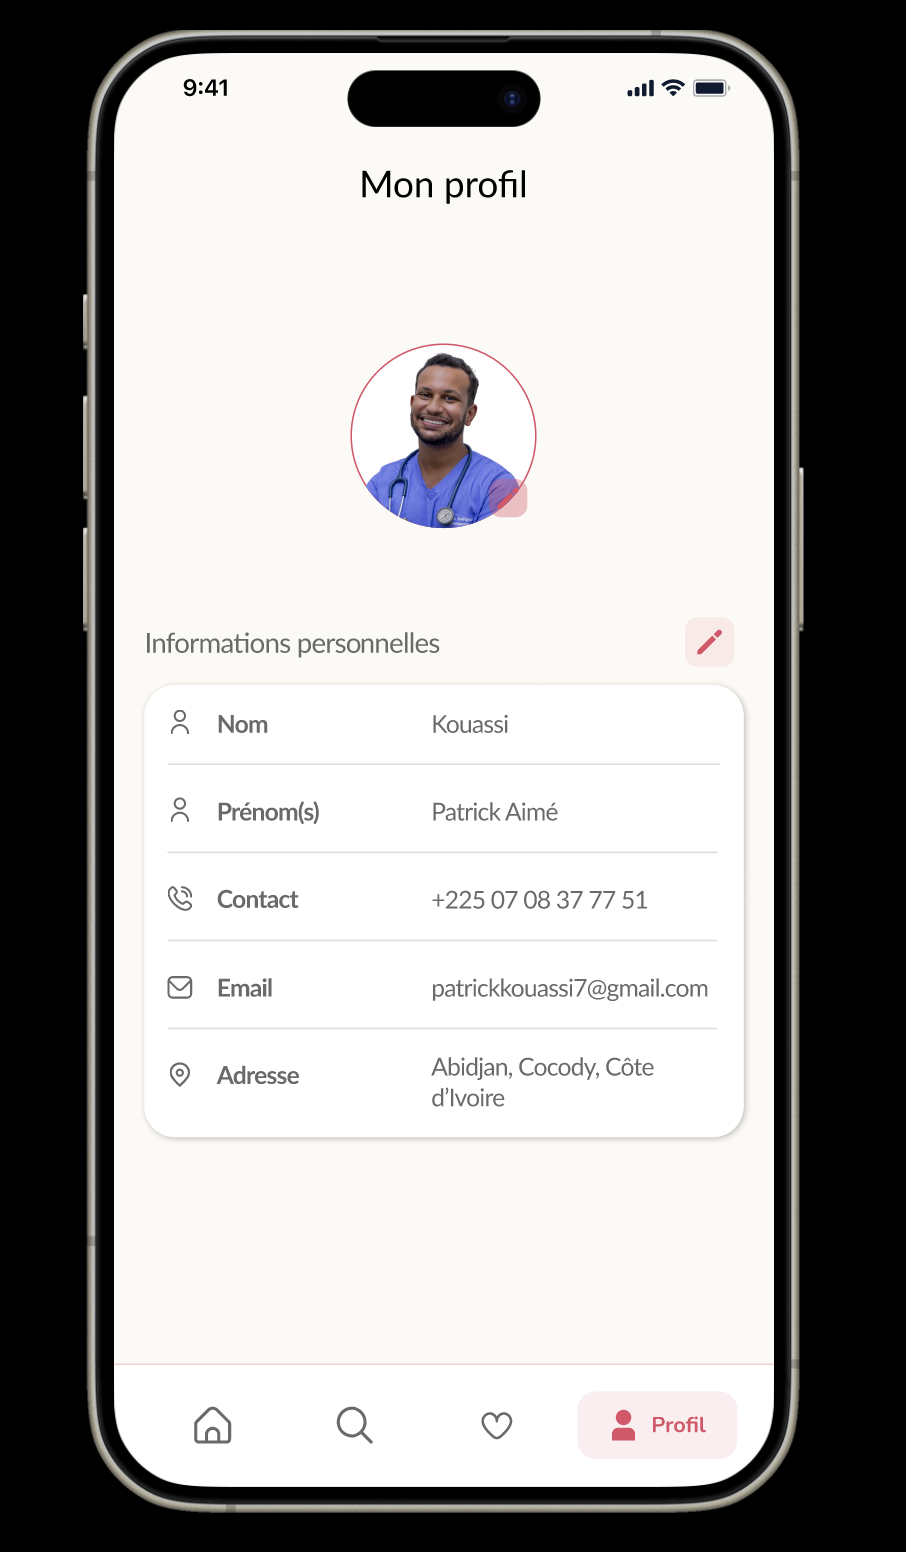 9:41
Mon profil
Informations personnelles
Nom Kouassi
Prénom(s) Patrick Aimé
Contact +225 07 08 37 77 51
Email patrickkouassi7@gmail.com
Adresse Abidjan, Cocody, Côte
d'Ivoire
Profil